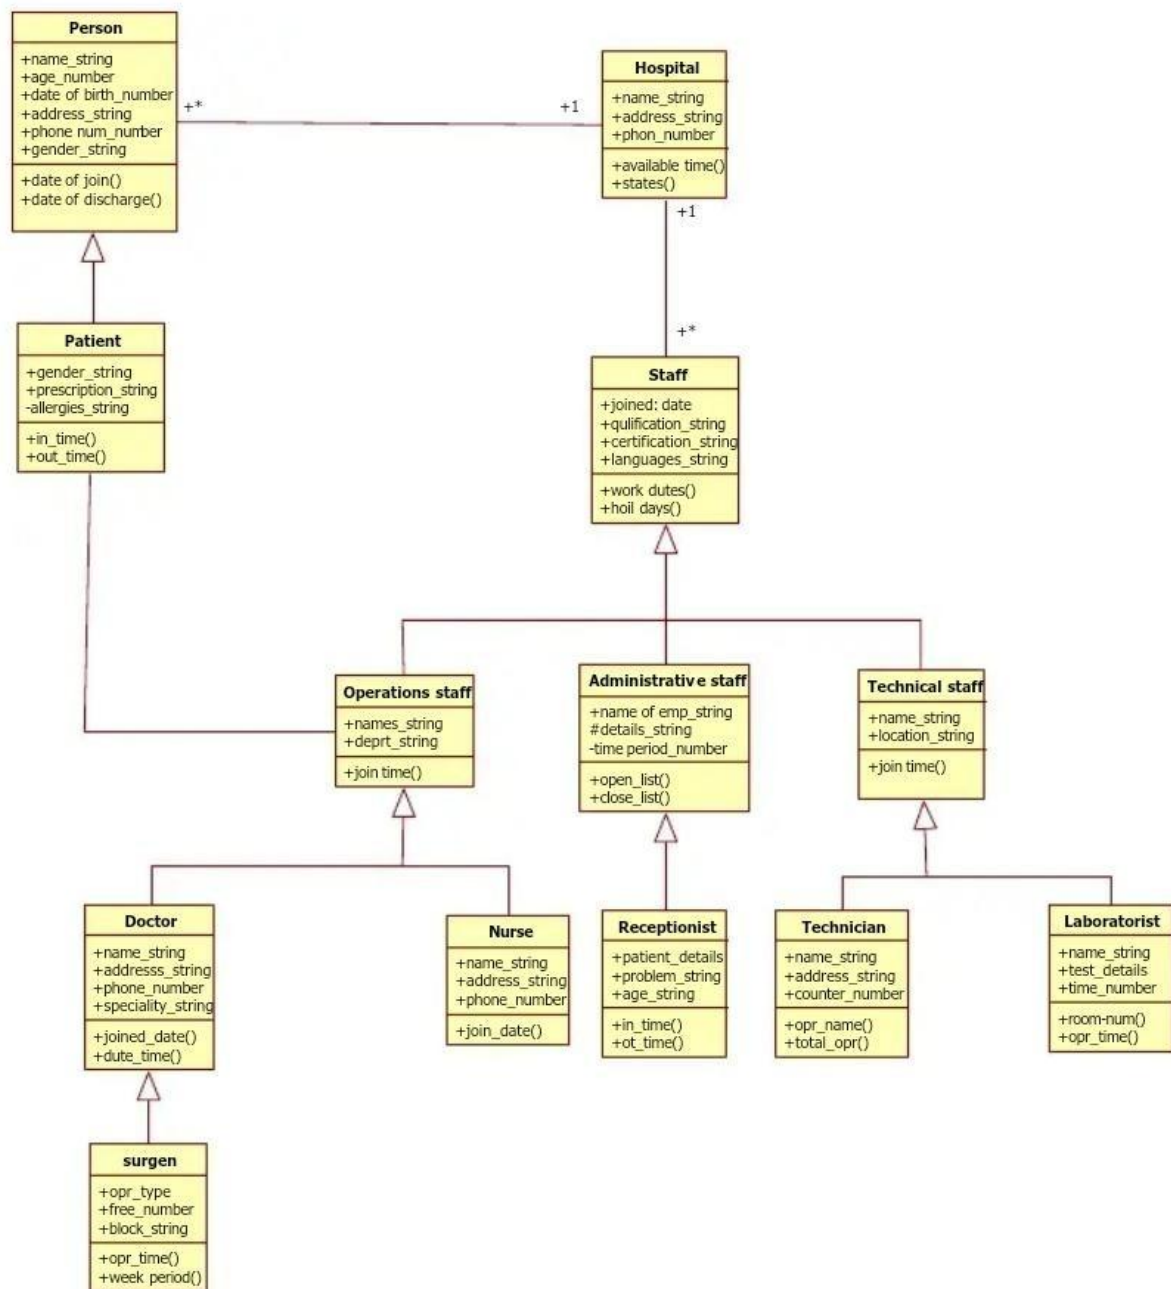 Person
+name_string
+age_number
+date of birth_number
+address_string
+phone num_number
+gender_string
+date of join()
+date of discharge()
+*
+1
Hospital
+name_string
+address_string
+phon_number
+available time()
+states()
+1
+*
Patient
+gender_string
+prescription_string
-allergies_string
+in_time()
+out_time()
Staff
+joined: date
+qulification_string
+certification_string
+languages_string
+work dutes()
+hoil days()
Operations staff
+names_string
+deprt_string
+join time()
Administrative staff
+name of emp_string
#details_string
-time period_number
+open_list()
+close_list()
Technical staff
+name_string
+location_string
+join time()
Doctor
+name_string
+addresss_string
+phone_number
+speciality_string
+joined_date()
+dute_time()
Nurse
+name_string
+address_string
+phone_number
+join_date()
Receptionist
+patient_details
+problem_string
+age_string
+in_time()
+ot_time()
Technician
+name_string
+address_string
+counter_number
+opr_name()
+total_opr()
Laboratorist
+name_string
+test_details
+time_number
+room-num()
+opr_time()
surgen
+opr_type
+free_number
+block_string
+opr_time()
+week period()